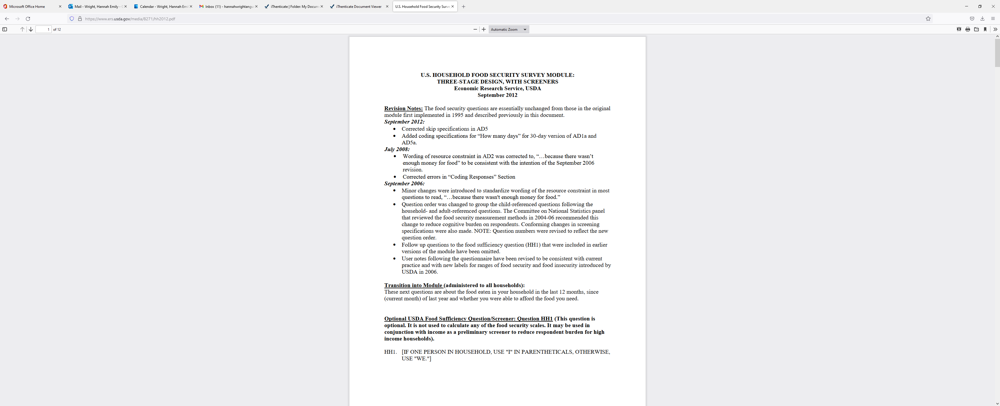 Microsoft Office Home
Mail - Wright, Hannah Emily - 
Calendar - Wright, Hannah Emil
Inbox (11) - hannahwrightangu
iThenticate | Folder: My Docum
iThenticate Document Viewer
U.S. Household Food Security Surve
https://www.ers.usda.gov/media/8271/hh2012.pdf
1 of 12
Automatic Zoom
U.S. HOUSEHOLD FOOD SECURITY SURVEY MODULE:
THREE-STAGE DESIGN, WITH SCREENERS
Economic Research Service, USDA
September 2012
Revision Notes: The food security questions are essentially unchanged from those in the original
module first implemented in 1995 and described previously in this document.
September 2012:
• Corrected skip specifications in AD5
• Added coding specifications for “How many days” for 30-day version of AD1a and
AD5a.
July 2008:
• Wording of resource constraint in AD2 was corrected to, “…because there wasn’t
enough money for food” to be consistent with the intention of the September 2006
revision.
• Corrected errors in “Coding Responses” Section
September 2006:
• Minor changes were introduced to standardize wording of the resource constraint in most
questions to read, “…because there wasn't enough money for food.”
• Question order was changed to group the child-referenced questions following the
household- and adult-referenced questions. The Committee on National Statistics panel
that reviewed the food security measurement methods in 2004-06 recommended this
change to reduce cognitive burden on respondents. Conforming changes in screening
specifications were also made. NOTE: Question numbers were revised to reflect the new
question order.
• Follow up questions to the food sufficiency question (HH1) that were included in earlier
versions of the module have been omitted.
• User notes following the questionnaire have been revised to be consistent with current
practice and with new labels for ranges of food security and food insecurity introduced by
USDA in 2006.
Transition into Module (administered to all households):
These next questions are about the food eaten in your household in the last 12 months, since
(current month) of last year and whether you were able to afford the food you need.
Optional USDA Food Sufficiency Question/Screener: Question HH1 (This question is
optional. It is not used to calculate any of the food security scales. It may be used in
conjunction with income as a preliminary screener to reduce respondent burden for high
income households).
HH1. [IF ONE PERSON IN HOUSEHOLD, USE "I" IN PARENTHETICALS, OTHERWISE,
USE "WE."]